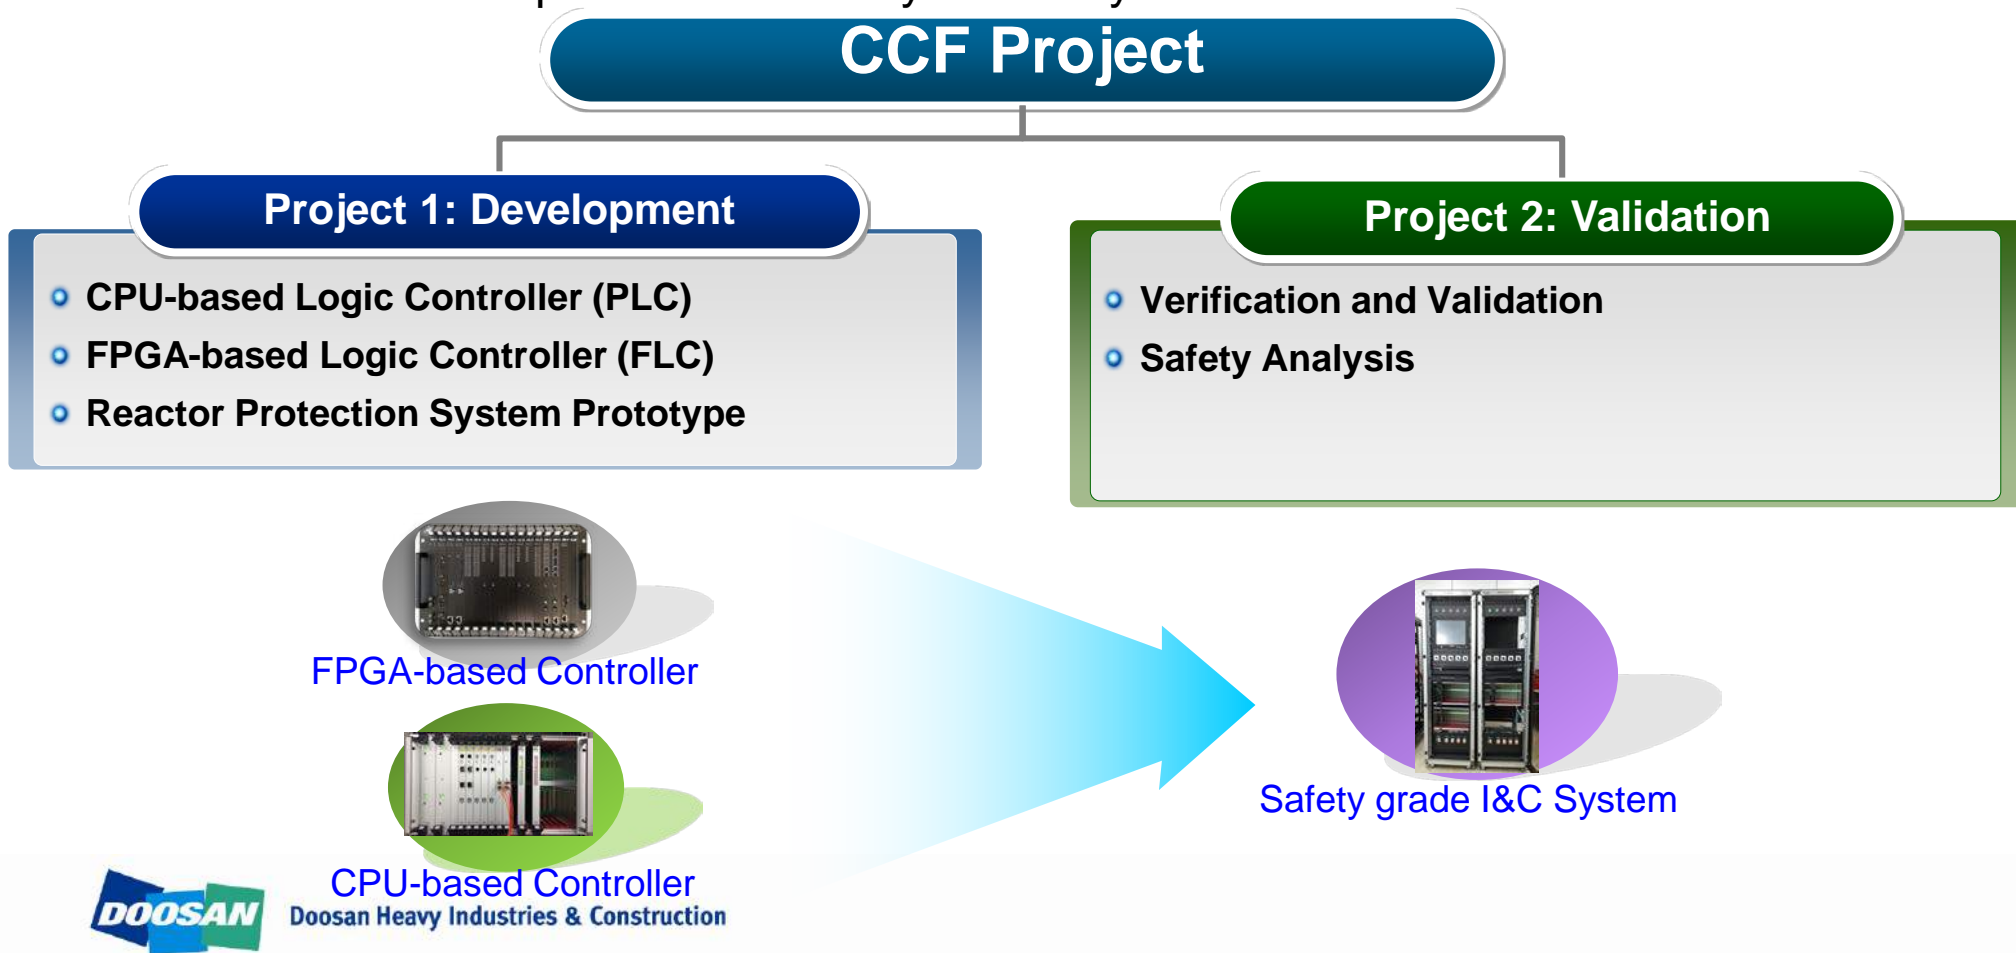 CCF Project
Project 1: Development
CPU-based Logic Controller (PLC)
FPGA-based Logic Controller (FLC)
Reactor Protection System Prototype
Project 2: Validation
Verification and Validation
Safety Analysis
FPGA-based Controller
CPU-based Controller
Safety grade I&C System
DOOSAN
Doosan Heavy Industries & Construction